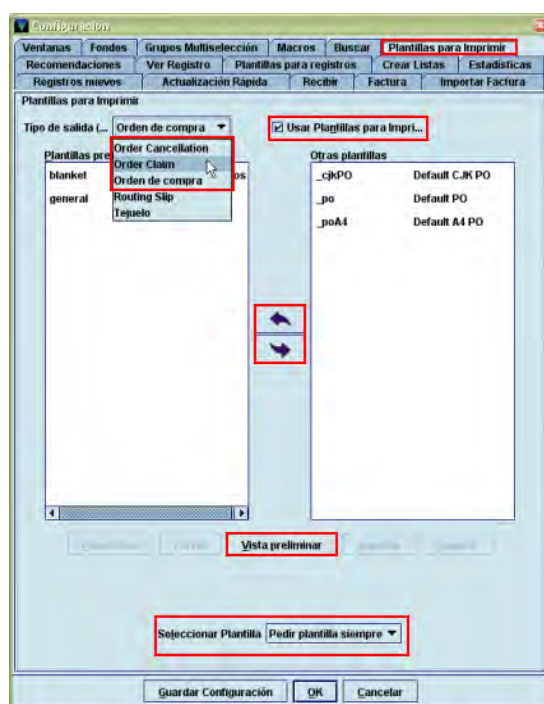 Configuración
Ventanas Fondos Grupos Multiselección Macros Buscar Plantillas para Imprimir
Recomendaciones Ver Registro Plantillas para registros Crear Listas Estadísticas
Registros nuevos Actualización Rápida Recibir Factura Importar Factura
Plantillas para Imprimir
Tipo de salida (... Orden de compra Usar Plantillas para Impri...
Plantillas pre Order Cancellation Otras plantillas
blanket Order Claim os _cjkPO Default CJK PO
Orden de compra
general Routing Slip _po Default PO
Tejuelo
_poA4 Default A4 PO
Vista preliminar
Seleccionar Plantilla Pedir plantilla siempre
Guardar Configuración OK Cancelar